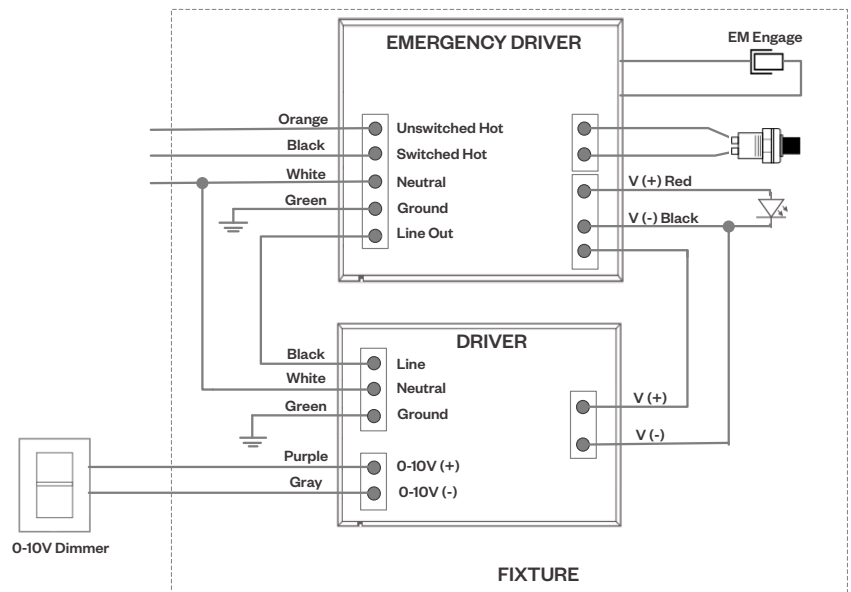 EMERGENCY DRIVER
EM Engage
Orange
Unswitched Hot
Black
Switched Hot
White
Neutral
Green
Ground
Line Out
V (+) Red
V (-) Black
DRIVER
Black
Line
White
Neutral
Green
Ground
V (+)
V (-)
Purple
0-10V (+)
Gray
0-10V (-)
0-10V Dimmer
FIXTURE